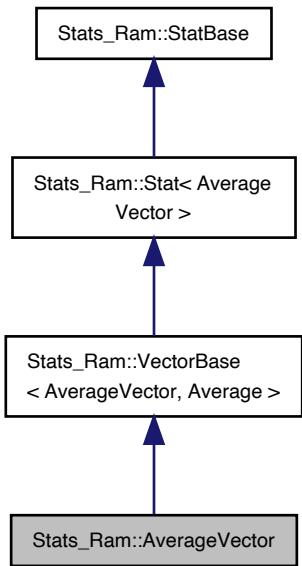 Stats_Ram::StatBase
Stats_Ram::Stat< Average
Vector >
Stats_Ram::VectorBase
< AverageVector, Average >
Stats_Ram::AverageVector